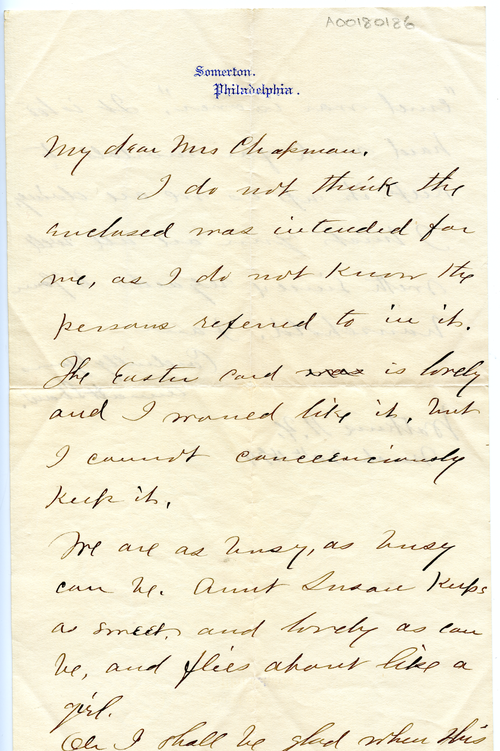 A00180186
Somerton.
Philadelphia.
My dear Mrs Chapman.
I do not think the
enclosed was intended for
me, as I do not know the
persons referred to in it.
The Easter card was is lovely
and I would like it, but
I cannot conscienciously
keep it.
We are as busy, as busy
can be. Aunt Susan keeps
as sweet, and lovely as can
be, and flies about like a
girl.
Oh I shall be glad when this